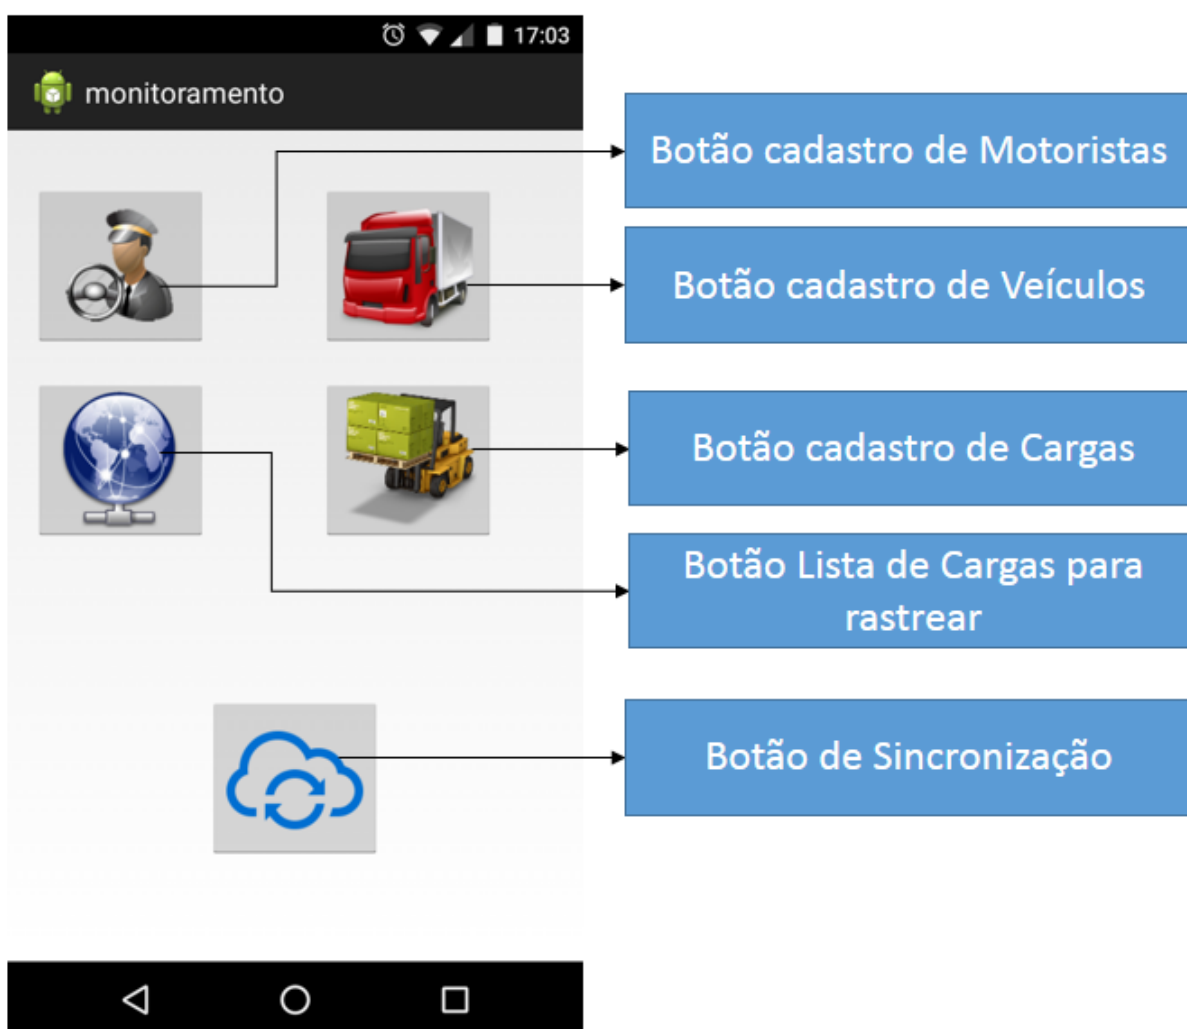 17:03
monitoramento
Botão cadastro de Motoristas
Botão cadastro de Veículos
Botão cadastro de Cargas
Botão Lista de Cargas para
rastrear
Botão de Sincronização